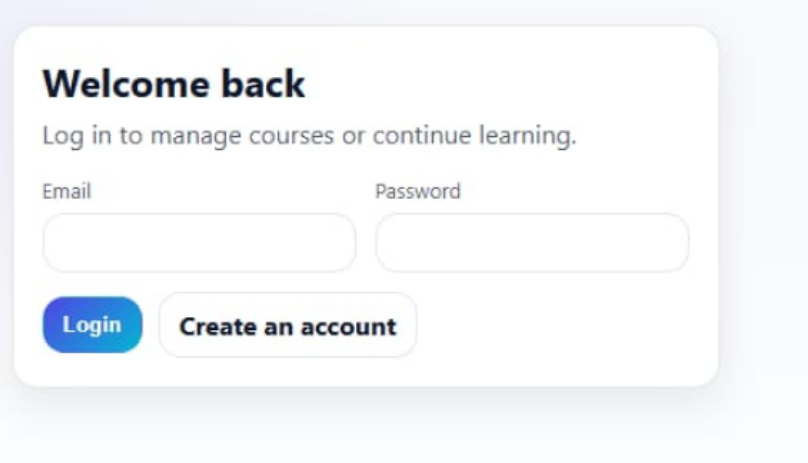 Welcome back
Log in to manage courses or continue learning.
Email
Password
Login
Create an account